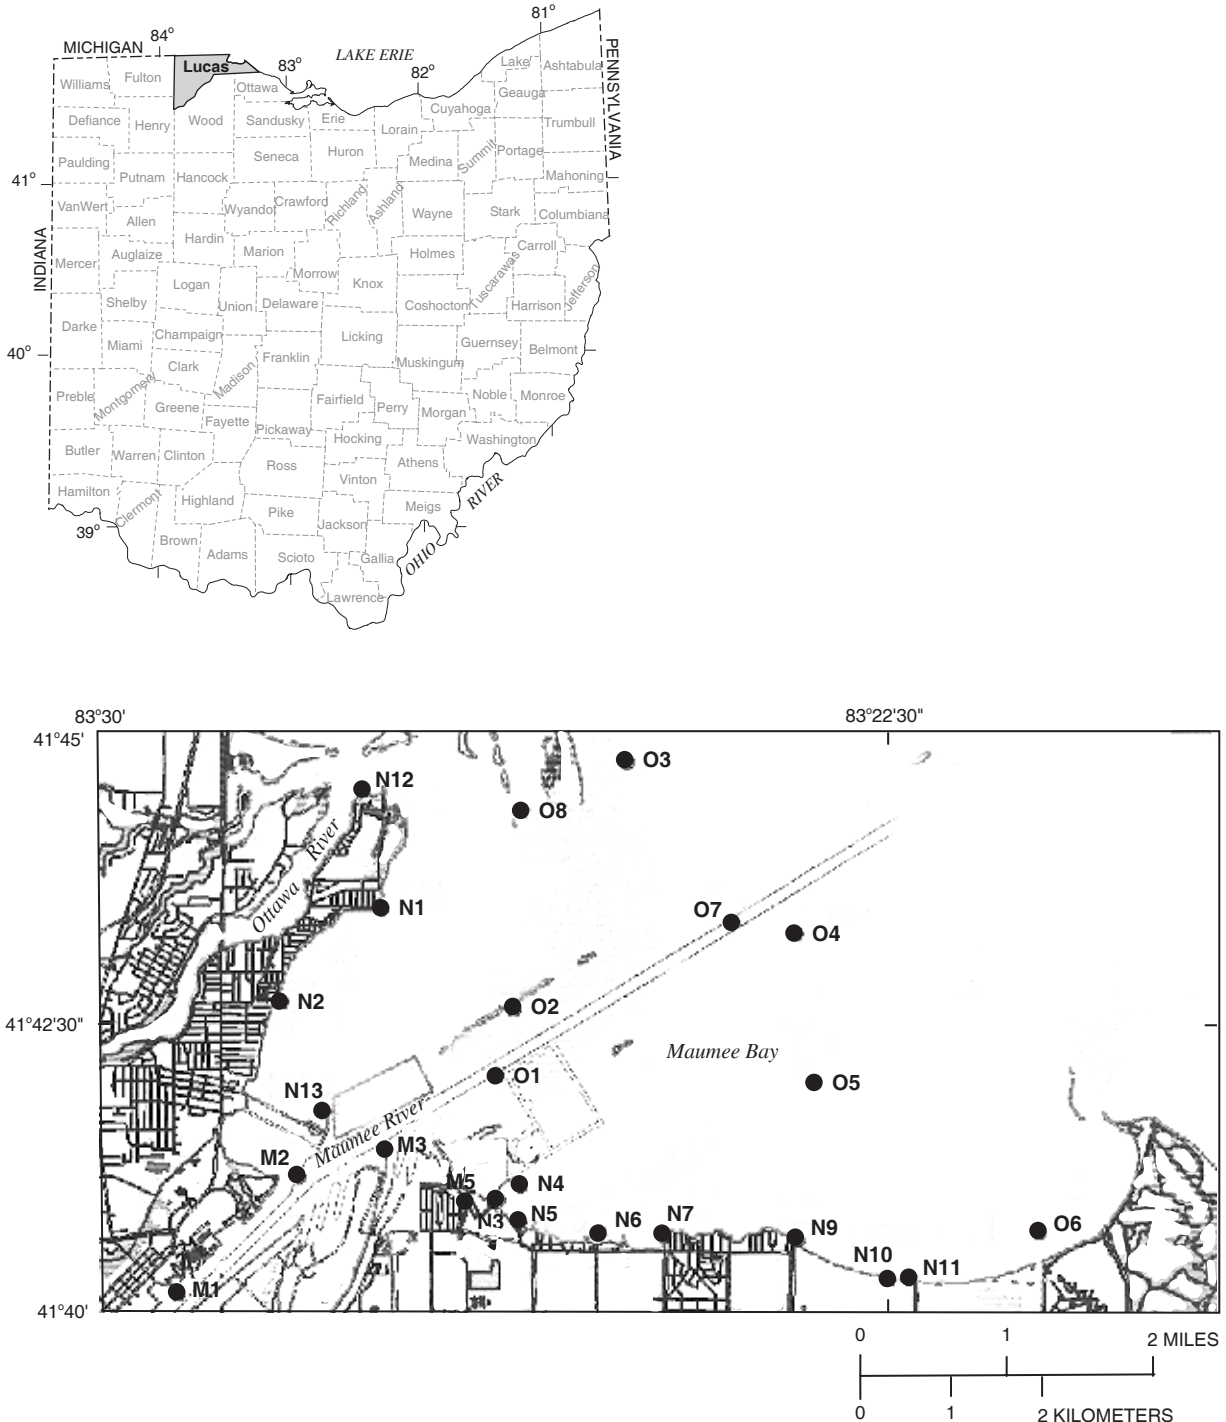 81°
MICHIGAN 84° LAKE ERIE
83° 82°
PENNSYLVANIA
Lucas
Williams Fulton Ottawa Lake Ashtabula
Geauga
Defiance Henry Wood Sandusky Erie Lorain Cuyahoga Trumbull
Paulding Seneca Huron Medina Summit Portage
41° Putnam Hancock Mahoning
VanWert Allen Wyandot Crawford Richland Ashland Wayne Stark Columbiana
INDIANA
Hardin Marion Holmes Carroll
Mercer Auglaize Morrow Tuscarawas
Logan Knox Jefferson
Shelby Union Delaware Coshocton Harrison
Darke Champaign Licking
Miami Guernsey Belmont
40° Clark Franklin Muskingum
Madison
Preble Montgomery Greene Fairfield Perry Noble Monroe
Fayette Pickaway Morgan
Butler Warren Clinton Hocking Washington
Ross Athens
Hamilton Clermont Highland Vinton
Pike Jackson Meigs
39° RIVER
Brown Adams Scioto Gallia OHIO
Lawrence
83°30' 83°22'30"
41°45'
O3
N12
O8
Ottawa River
N1
O7
O4
N2 O2
41°42'30"
Maumee Bay
O1 O5
N13
Maumee River
M3
M2
M5 N4
N3 N5 N6 N7 N9 O6
N10 N11
M1
41°40'
0 1 2 MILES
0 1 2 KILOMETERS